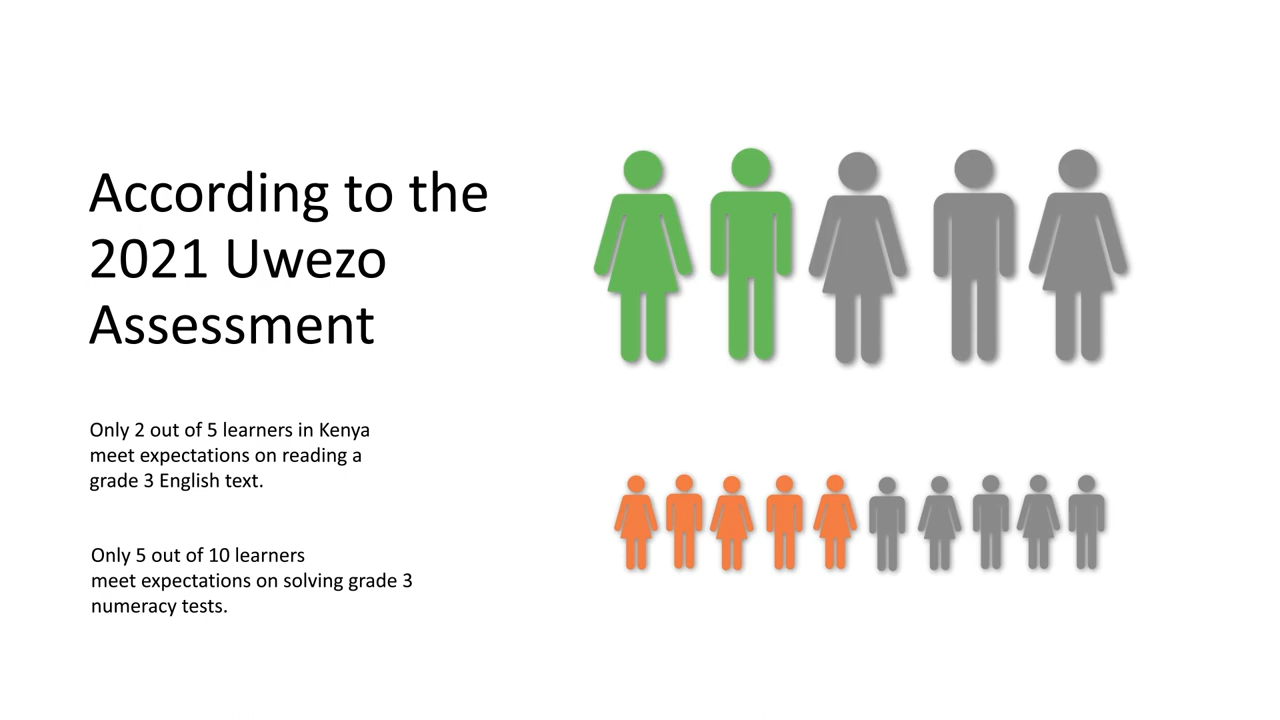 According to the
2021 Uwezo
Assessment
Only 2 out of 5 learners in Kenya
meet expectations on reading a
grade 3 English text.
Only 5 out of 10 learners
meet expectations on solving grade 3
numeracy tests.